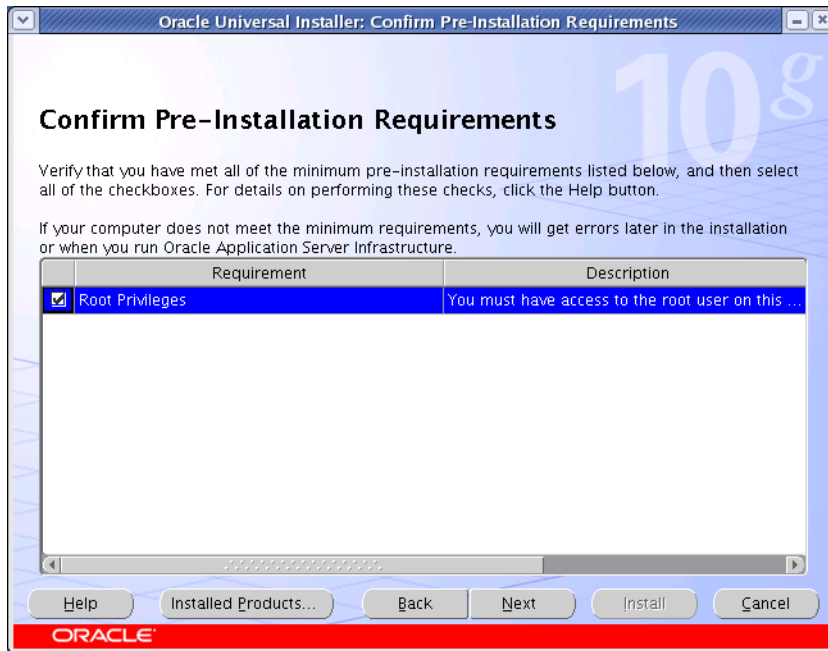 Oracle Universal Installer: Confirm Pre-Installation Requirements
10g
Confirm Pre-Installation Requirements
Verify that you have met all of the minimum pre-installation requirements listed below, and then select
all of the checkboxes. For details on performing these checks, click the Help button.
If your computer does not meet the minimum requirements, you will get errors later in the installation
or when you run Oracle Application Server Infrastructure.
Requirement Description
Root Privileges You must have access to the root user on this ...
Help Installed Products... Back Next Install Cancel
ORACLE